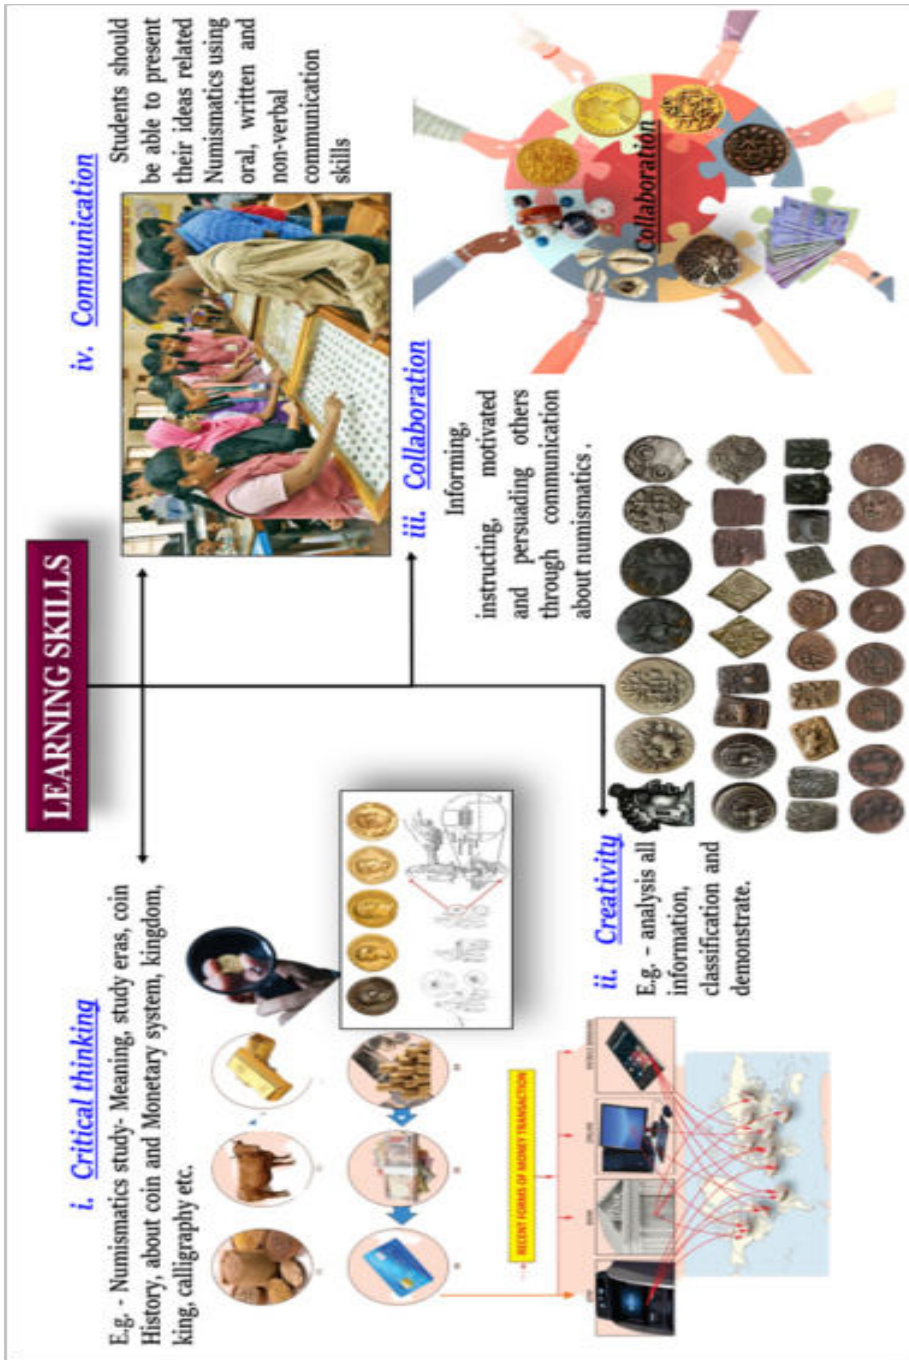 LEARNING SKILLS
i. Critical thinking
E.g. - Numismatics study- Meaning, study eras, coin
History, about coin and Monetary system, kingdom,
king, calligraphy etc.
RECENT FORMS OF MONEY TRANSACTION
ii. Creativity
E.g. - analysis all
information,
classification and
demonstrate.
iii. Collaboration
Informing,
instructing, motivated
and persuading others
through communication
about numismatics .
Collaboration
iv. Communication
Students should
be able to present
their ideas related
Numismatics using
oral, written and
non-verbal
communication
skills